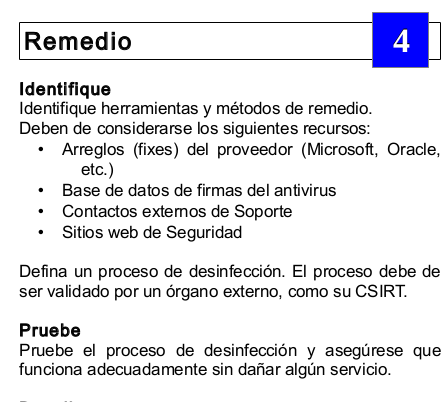 Remedio 4
Identifique
Identifique herramientas y métodos de remedio.
Deben de considerarse los siguientes recursos:
• Arreglos (fixes) del proveedor (Microsoft, Oracle,
etc.)
• Base de datos de firmas del antivirus
• Contactos externos de Soporte
• Sitios web de Seguridad
Defina un proceso de desinfección. El proceso debe de
ser validado por un órgano externo, como su CSIRT.
Pruebe
Pruebe el proceso de desinfección y asegúrese que
funciona adecuadamente sin dañar algún servicio.